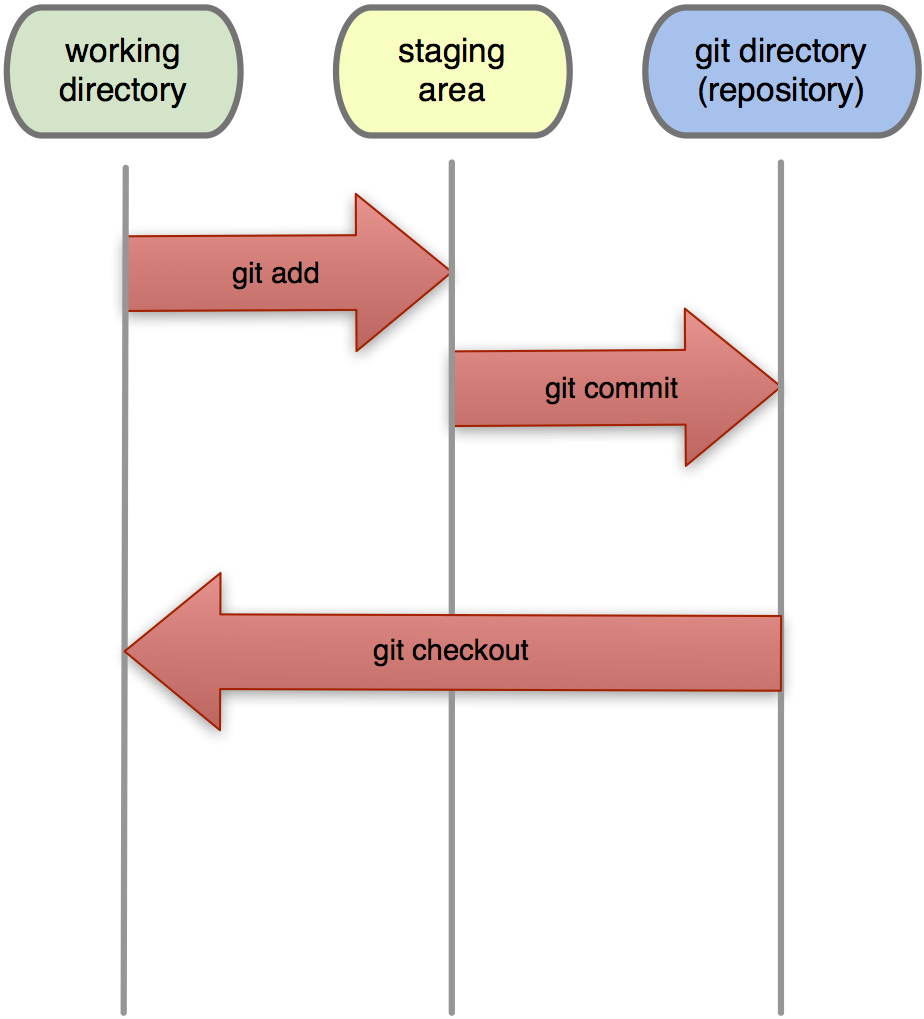 working
directory
staging
area
git directory
(repository)
git add
git commit
git checkout